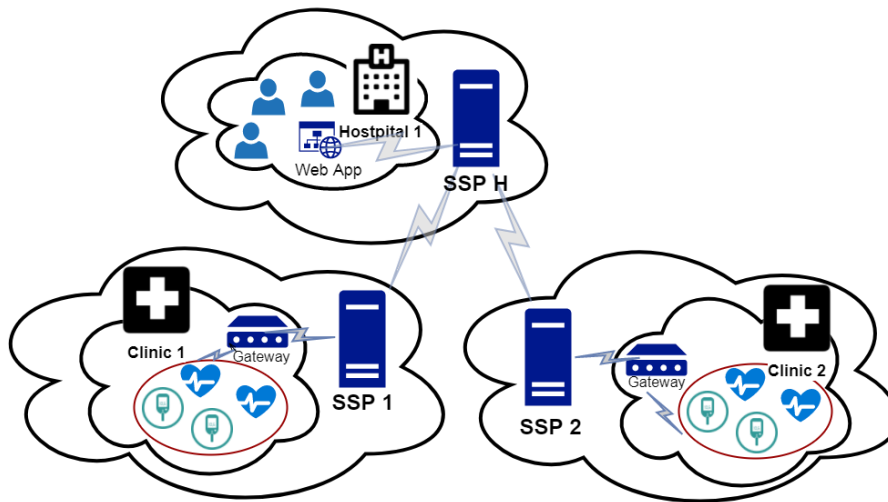 H
Hostpital 1
Web App
SSP H
Clinic 1
Gateway
SSP 1
Clinic 2
Gateway
SSP 2